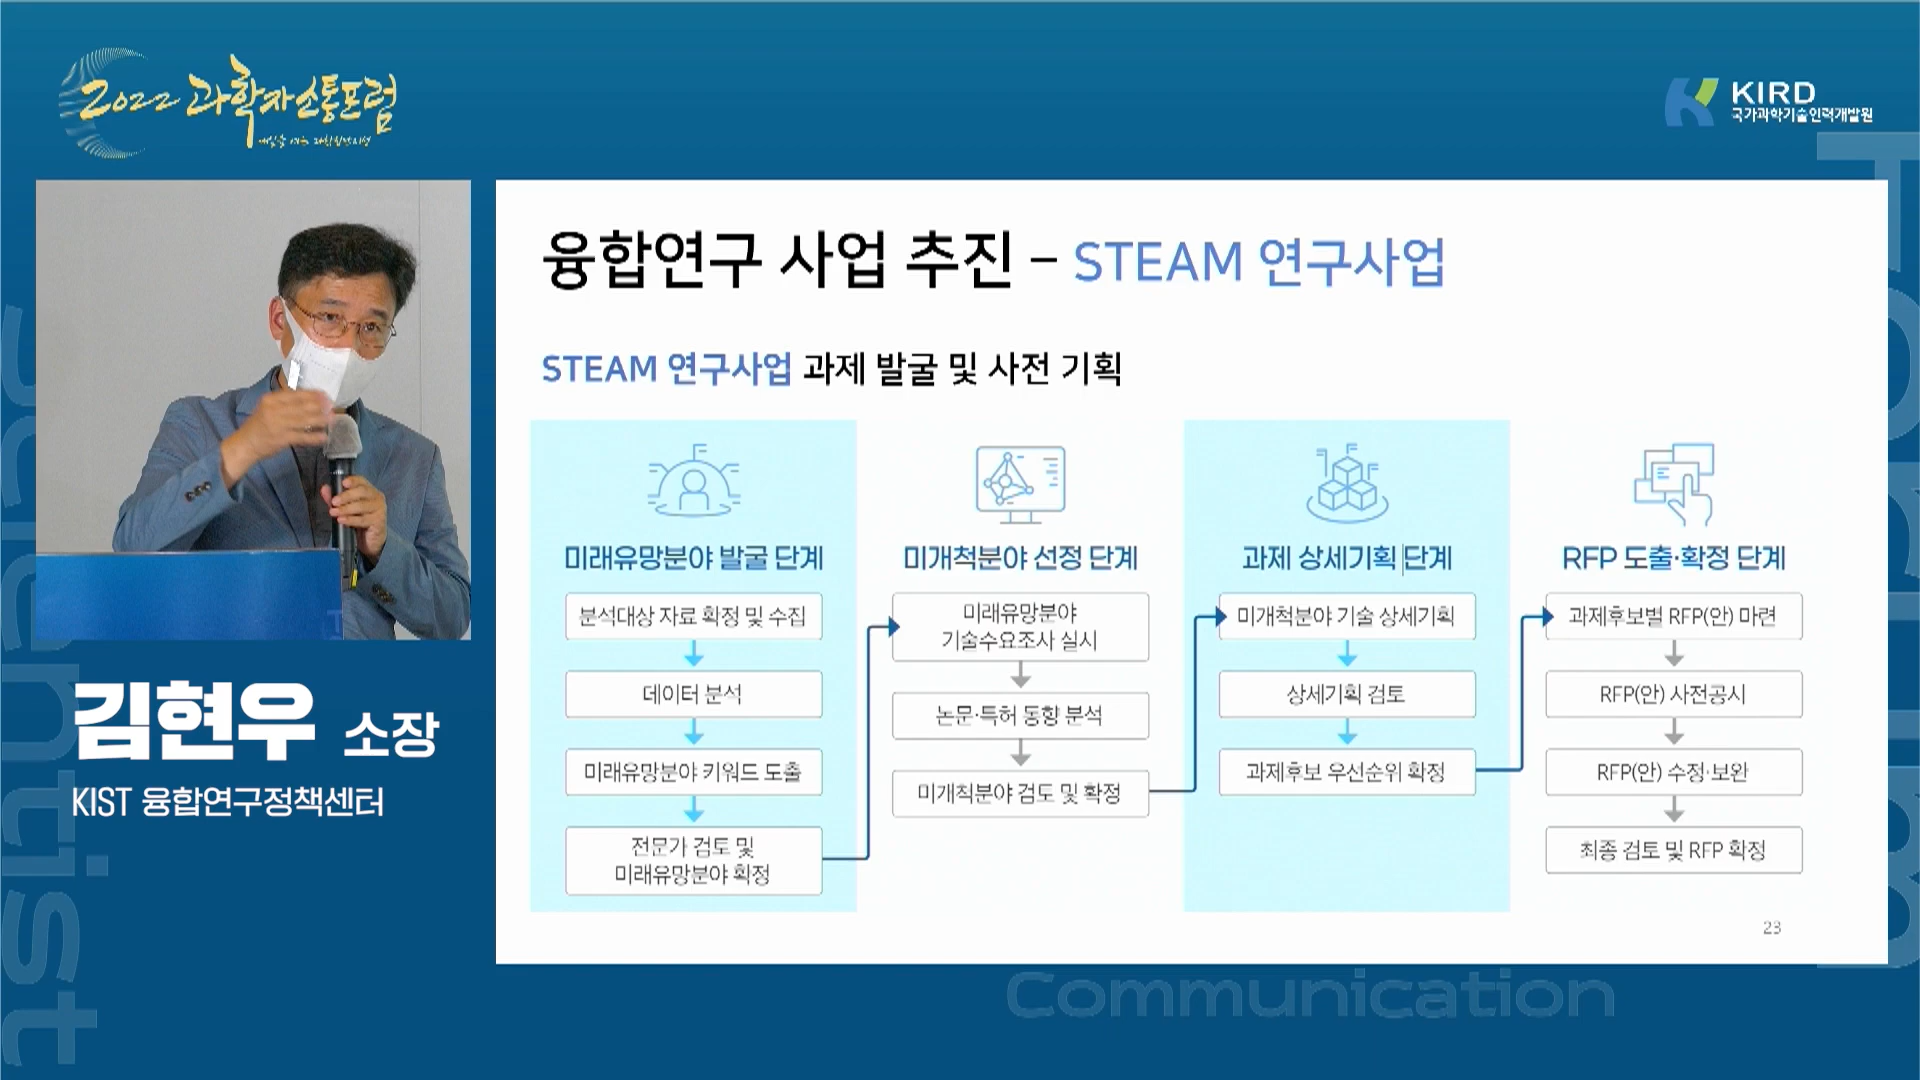 2022 과학자소통포럼
KIRD
국가과학기술인력개발원
융합연구 사업 추진 – STEAM 연구사업
STEAM 연구사업 과제 발굴 및 사전 기획
미래유망분야 발굴 단계
분석대상 자료 확정 및 수집
데이터 분석
미래유망분야 키워드 도출
전문가 검토 및
미래유망분야 확정
미개척분야 선정 단계
미래유망분야
기술수요조사 실시
논문·특허 동향 분석
미개척분야 검토 및 확정
과제 상세기획 단계
미개척분야 기술 상세기획
상세기획 검토
과제후보 우선순위 확정
RFP 도출·확정 단계
과제후보별 RFP(안) 마련
RFP(안) 사전공시
RFP(안) 수정·보완
최종 검토 및 RFP 확정
23
김현우 소장
KIST 융합연구정책센터
Scientist
Communication
Forum